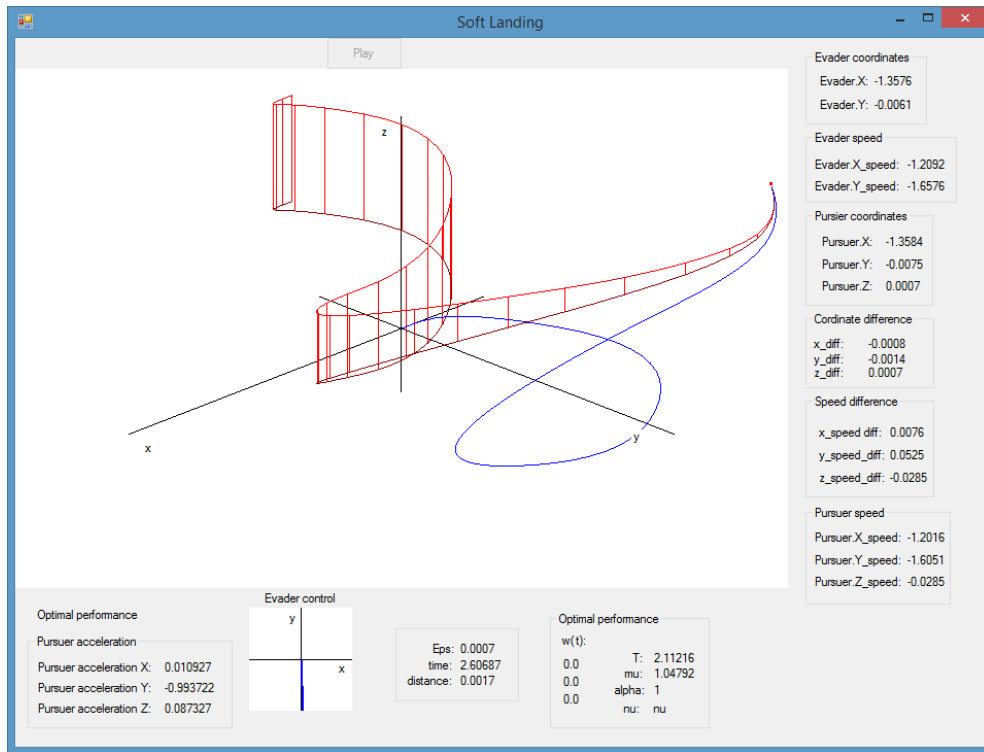 Soft Landing
Play
z
x
y
Evader coordinates
Evader.X: -1.3576
Evader.Y: -0.0061
Evader speed
Evader.X_speed: -1.2092
Evader.Y_speed: -1.6576
Pursier coordinates
Pursuer.X: -1.3584
Pursuer.Y: -0.0075
Pursuer.Z: 0.0007
Cordinate difference
x_diff: -0.0008
y_diff: -0.0014
z_diff: 0.0007
Speed difference
x_speed diff: 0.0076
y_speed_diff: 0.0525
z_speed_diff: -0.0285
Pursuer speed
Pursuer.X_speed: -1.2016
Pursuer.Y_speed: -1.6051
Pursuer.Z_speed: -0.0285
Optimal performance
Pursuer acceleration
Pursuer acceleration X: 0.010927
Pursuer acceleration Y: -0.993722
Pursuer acceleration Z: 0.087327
Evader control
y
x
Eps: 0.0007
time: 2.60687
distance: 0.0017
Optimal performance
w(t):
0.0
0.0
0.0
T: 2.11216
mu: 1.04792
alpha: 1
nu: nu